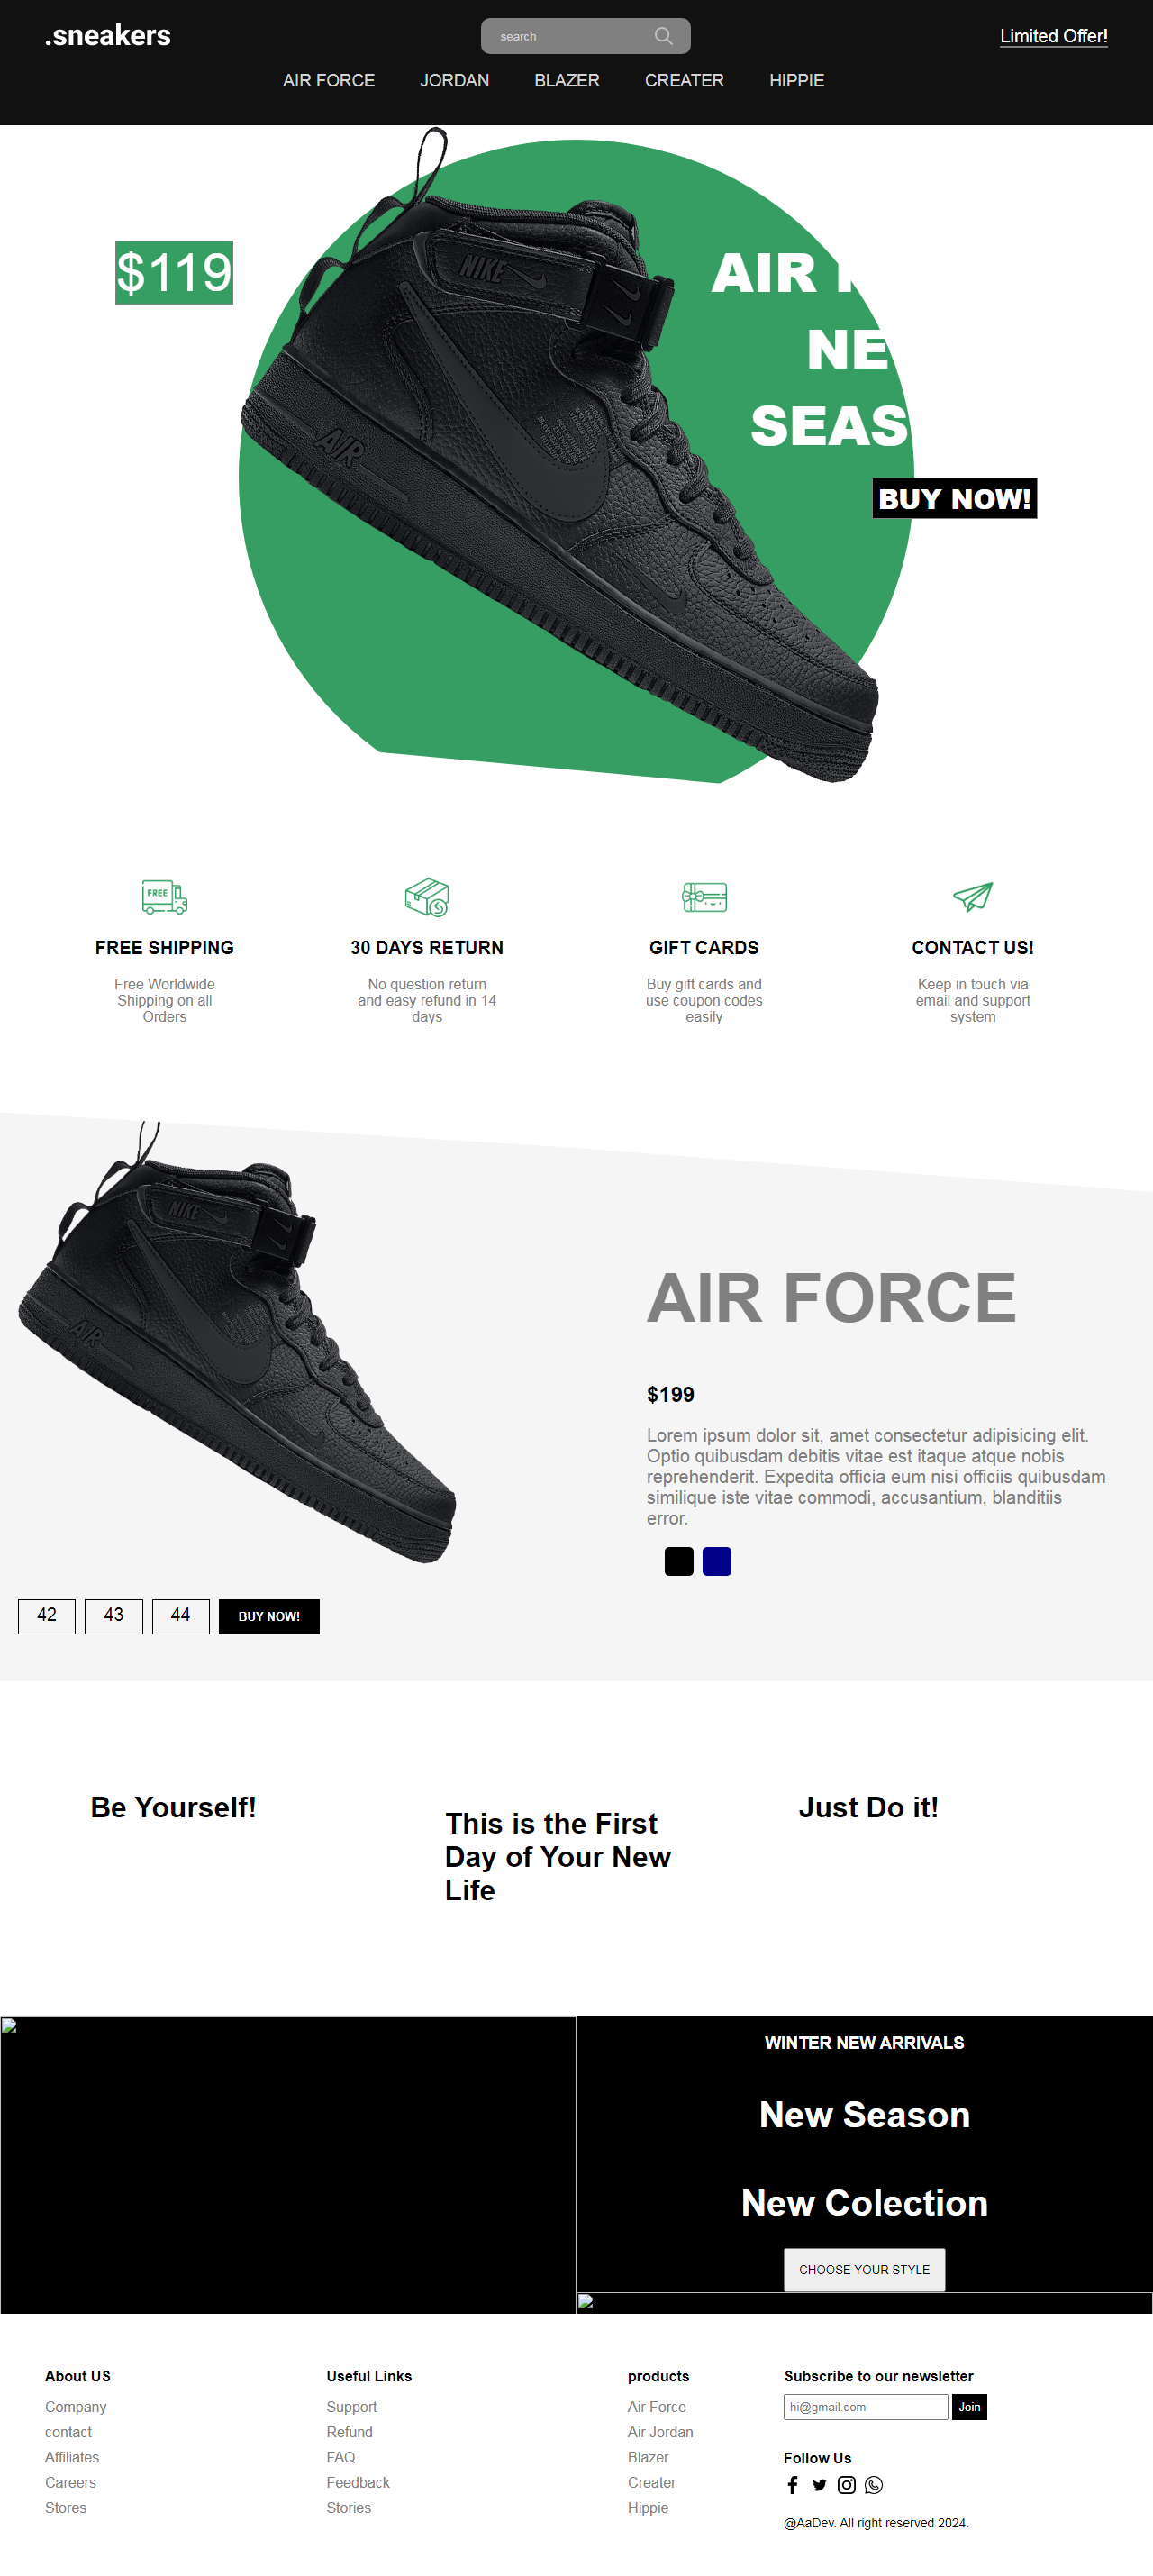 .sneakers
search
Limited Offer!
AIR FORCE
JORDAN
BLAZER
CREATER
HIPPIE
$119
NIKE
AIR
AIR
NE
SEAS
BUY NOW!
FREE
FREE SHIPPING
30 DAYS RETURN
GIFT CARDS
CONTACT US!
Free Worldwide
Shipping on all
Orders
No question return
and easy refund in 14
days
Buy gift cards and
use coupon codes
easily
Keep in touch via
email and support
system
NIKE
AIR
AIR FORCE
$199
Lorem ipsum dolor sit, amet consectetur adipisicing elit.
Optio quibusdam debitis vitae est itaque atque nobis
reprehenderit. Expedita officia eum nisi officiis quibusdam
similique iste vitae commodi, accusantium, blanditiis
error.
42
43
44
BUY NOW!
Be Yourself!
This is the First
Day of Your New
Life
Just Do it!
WINTER NEW ARRIVALS
New Season
New Colection
CHOOSE YOUR STYLE
About US
Company
contact
Affiliates
Careers
Stores
Useful Links
Support
Refund
FAQ
Feedback
Stories
products
Air Force
Air Jordan
Blazer
Creater
Hippie
Subscribe to our newsletter
hi@gmail.com
Join
Follow Us
@AaDev. All right reserved 2024.